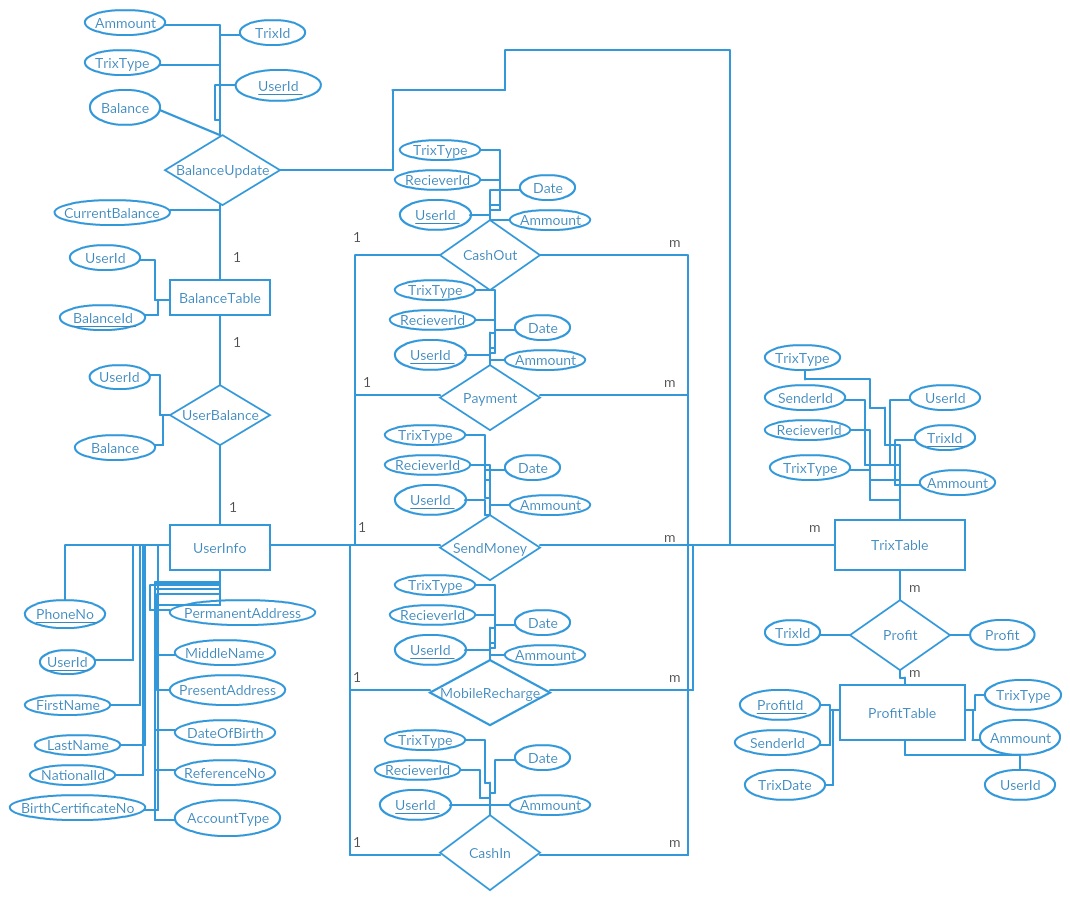 Ammount
TrixId
TrixType
UserId
Balance
BalanceUpdate
CurrentBalance
1
UserId
BalanceTable
BalanceId
1
UserId
UserBalance
Balance
1
UserInfo
PhoneNo
UserId
FirstName
LastName
NationalId
BirthCertificateNo
PermanentAddress
MiddleName
PresentAddress
DateOfBirth
ReferenceNo
AccountType
TrixType
RecieverId
Date
UserId
Ammount
1
CashOut
m
TrixType
RecieverId
Date
UserId
Ammount
1
Payment
m
TrixType
RecieverId
Date
UserId
Ammount
1
SendMoney
m
TrixType
RecieverId
Date
UserId
Ammount
1
MobileRecharge
m
TrixType
RecieverId
Date
UserId
Ammount
1
CashIn
m
TrixType
SenderId
UserId
RecieverId
TrixId
TrixType
Ammount
m
TrixTable
m
TrixId
Profit
Profit
m
ProfitTable
ProfitId
SenderId
TrixDate
TrixType
Ammount
UserId